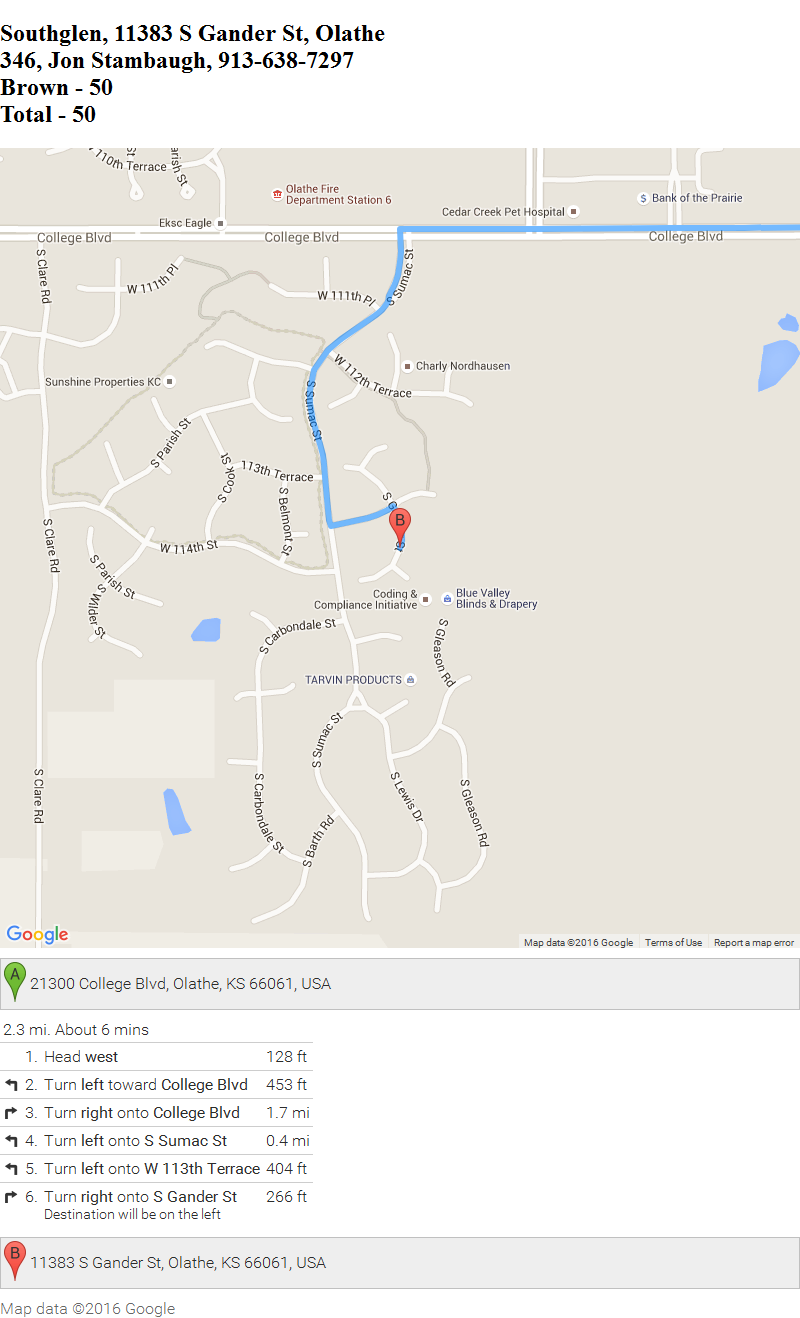 Southglen, 11383 S Gander St, Olathe
346, Jon Stambaugh, 913-638-7297
Brown - 50
Total - 50
W 110th Terrace
arish St
St
Olathe Fire
Department Station 6
Bank of the Prairie
Cedar Creek Pet Hospital
Eksc Eagle
College Blvd
College Blvd
College Blvd
S Clare Rd
W 111th Pl
W 111th Pl
S Sumac St
W 112th Terrace
Charly Nordhausen
Sunshine Properties KC
S Sumac St
S Parish St
113th Terrace
S Cook St
S Belmont St
S G
B
St
S Clare Rd
W 114th St
S Parish St
S Wilder St
Coding &
Compliance Initiative
Blue Valley
Blinds & Drapery
S Carbondale St
S Gleason Rd
TARVIN PRODUCTS
S Sumac St
S Clare Rd
S Carbondale St
S Barth Rd
S Lewis Dr
S Gleason Rd
Google
Map data ©2016 Google
Terms of Use
Report a map error
A
21300 College Blvd, Olathe, KS 66061, USA
2.3 mi. About 6 mins
1. Head west 128 ft
2. Turn left toward College Blvd 453 ft
3. Turn right onto College Blvd 1.7 mi
4. Turn left onto S Sumac St 0.4 mi
5. Turn left onto W 113th Terrace 404 ft
6. Turn right onto S Gander St 266 ft
Destination will be on the left
B
11383 S Gander St, Olathe, KS 66061, USA
Map data ©2016 Google